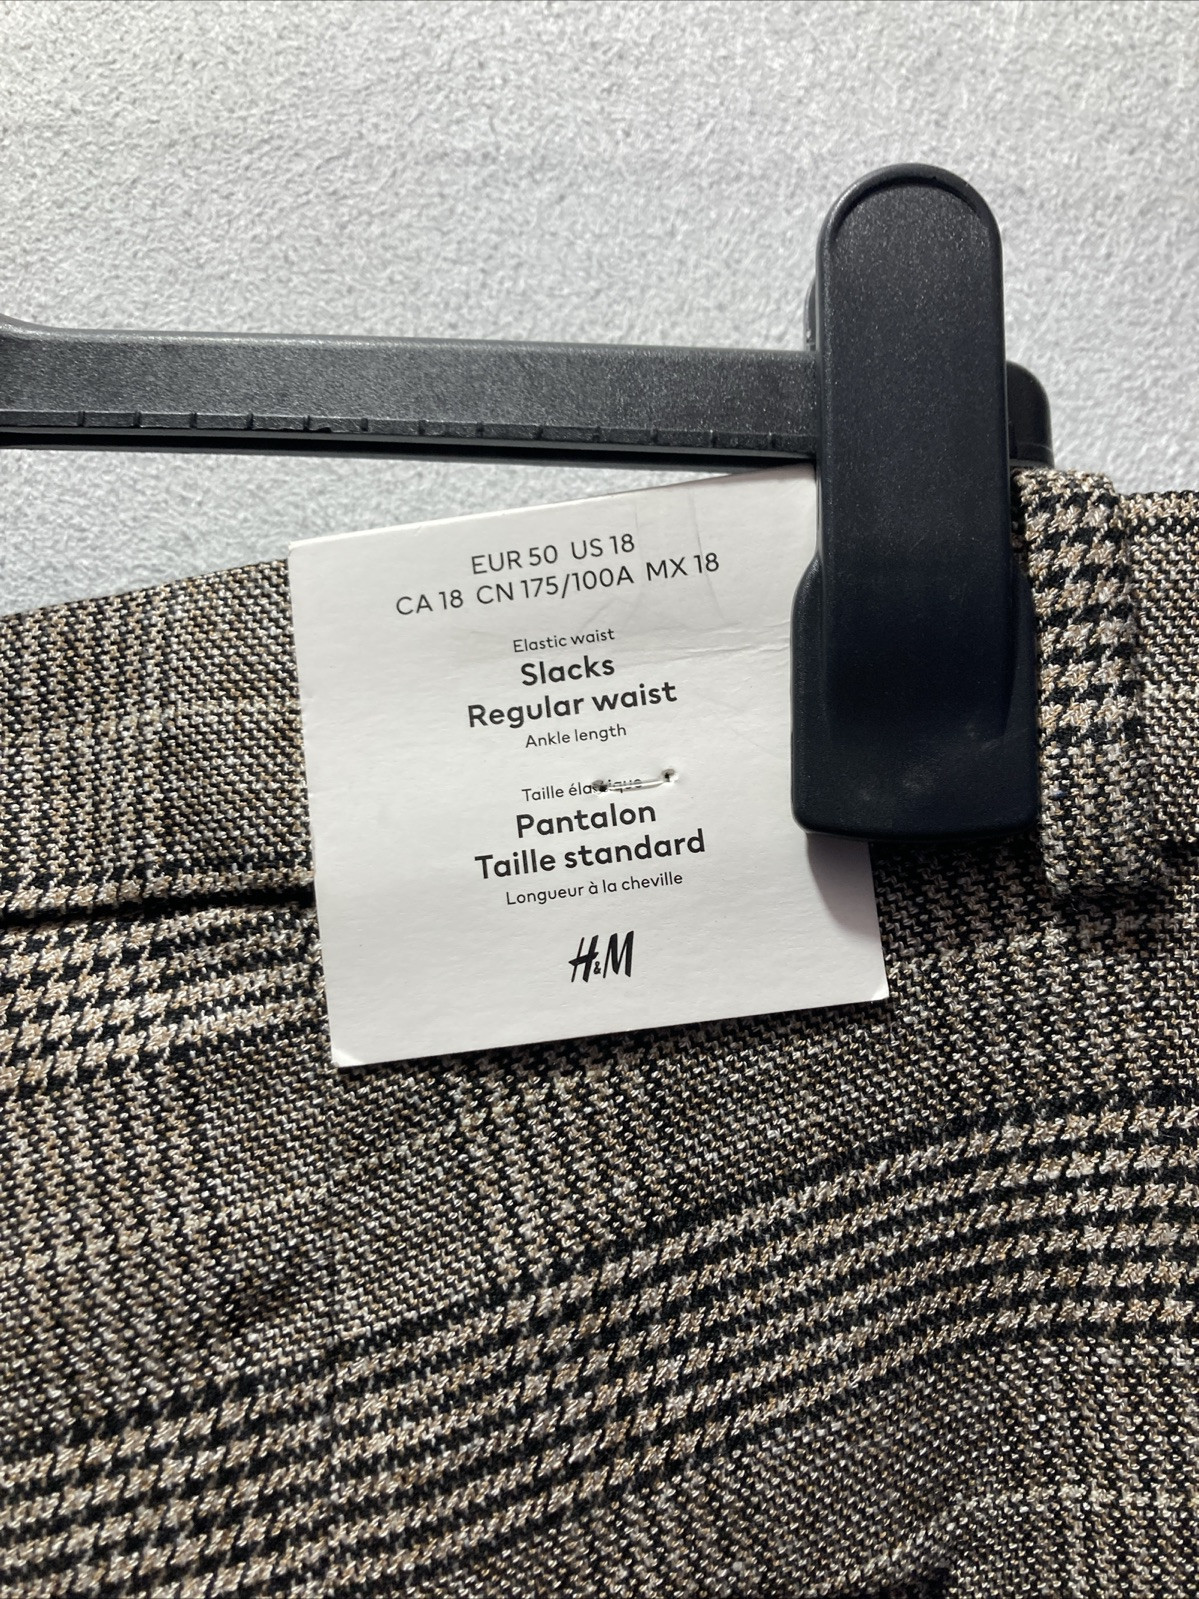 EUR 50 US 18
CA 18 CN 175/100A MX 18
Elastic waist
Slacks
Regular waist
Ankle length
Taille élastique
Pantalon
Taille standard
Longueur à la cheville
H&M